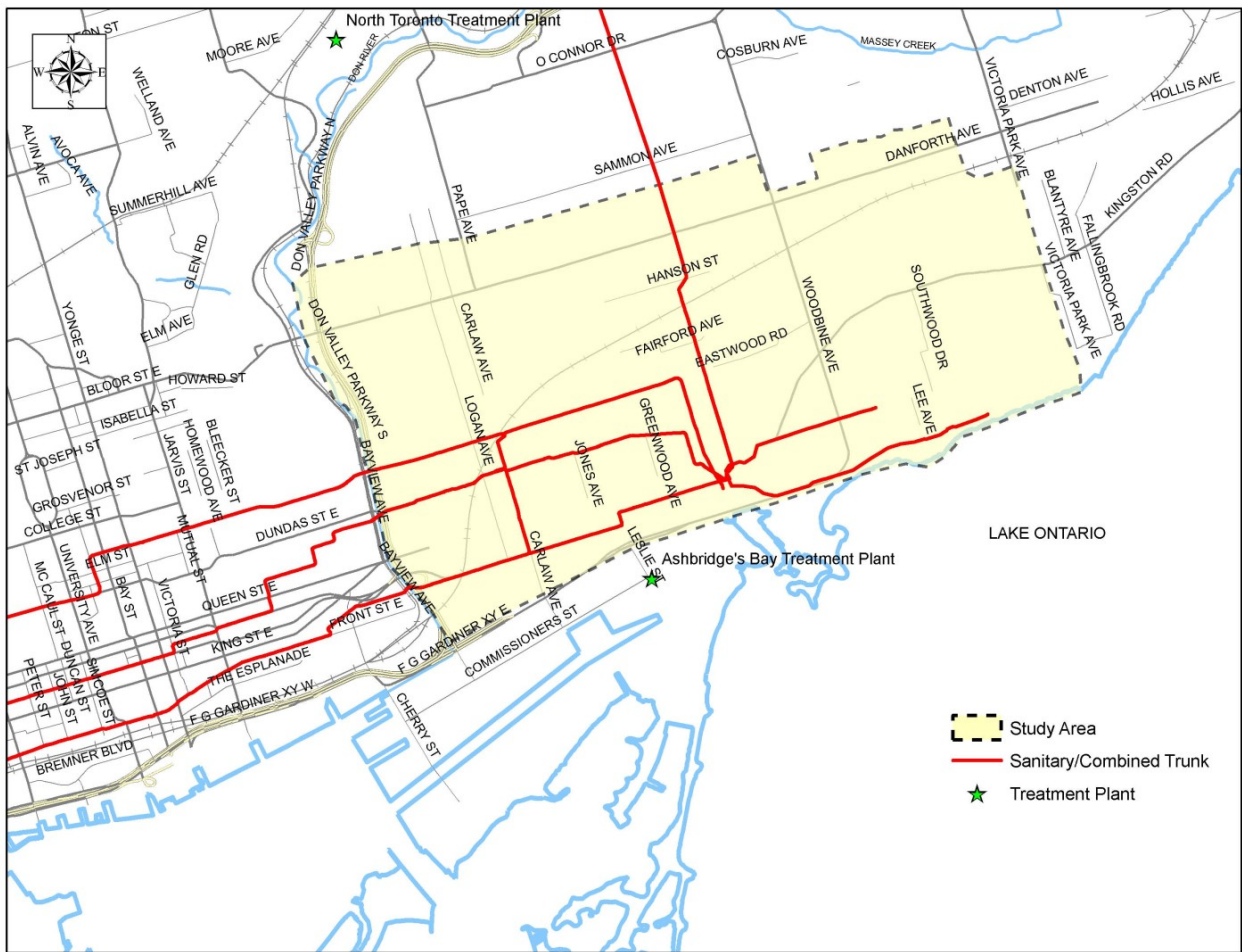 North Toronto Treatment Plant
N
W
E
S
ON ST
MOORE AVE
DON RIVER
O CONNOR DR
COSBURN AVE
MASSEY CREEK
VICTORIA PARK AVE
DENTON AVE
HOLLIS AVE
WELLAND AVE
ALVIN AVE
AVOCA AVE
SUMMERHILL AVE
GLEN RD
ELM AVE
DON VALLEY PARKWAY N
PAPE AVE
SAMMON AVE
DANFORTH AVE
KINGSTON RD
BLANTYRE AVE
FALLINGBROOK RD
VICTORIA PARK AVE
HANSON ST
FAIRFORD AVE
EASTWOOD RD
WOODBINE AVE
SOUTHWOOD DR
LEE AVE
CARLAW AVE
DON VALLEY PARKWAY S
YONGE ST
BLOOR ST E
HOWARD ST
ISABELLA ST
ST JOSEPH ST
BLEECKER ST
HOMEWOOD AVE
JARVIS ST
GROSVENOR ST
COLLEGE ST
MUTUAL ST
DUNDAS ST E
BAYVIEW AVE
LOGAN AVE
JONES AVE
GREENWOOD AVE
ELM ST
UNIVERSITY AVE
MC CAUL ST
BAY ST
VICTORIA ST
QUEEN ST E
KING ST E
FRONT ST E
BAYVIEW AVE
CARLAW AVE
LESLIE ST
Ashbridge's Bay Treatment Plant
LAKE ONTARIO
PETER ST
JOHN ST
DUNCAN ST
SIMCOE ST
THE ESPLANADE
F G GARDINER XY W
F G GARDINER XY E
COMMISSIONERS ST
CHERRY ST
BREMNER BLVD
Study Area
Sanitary/Combined Trunk
Treatment Plant